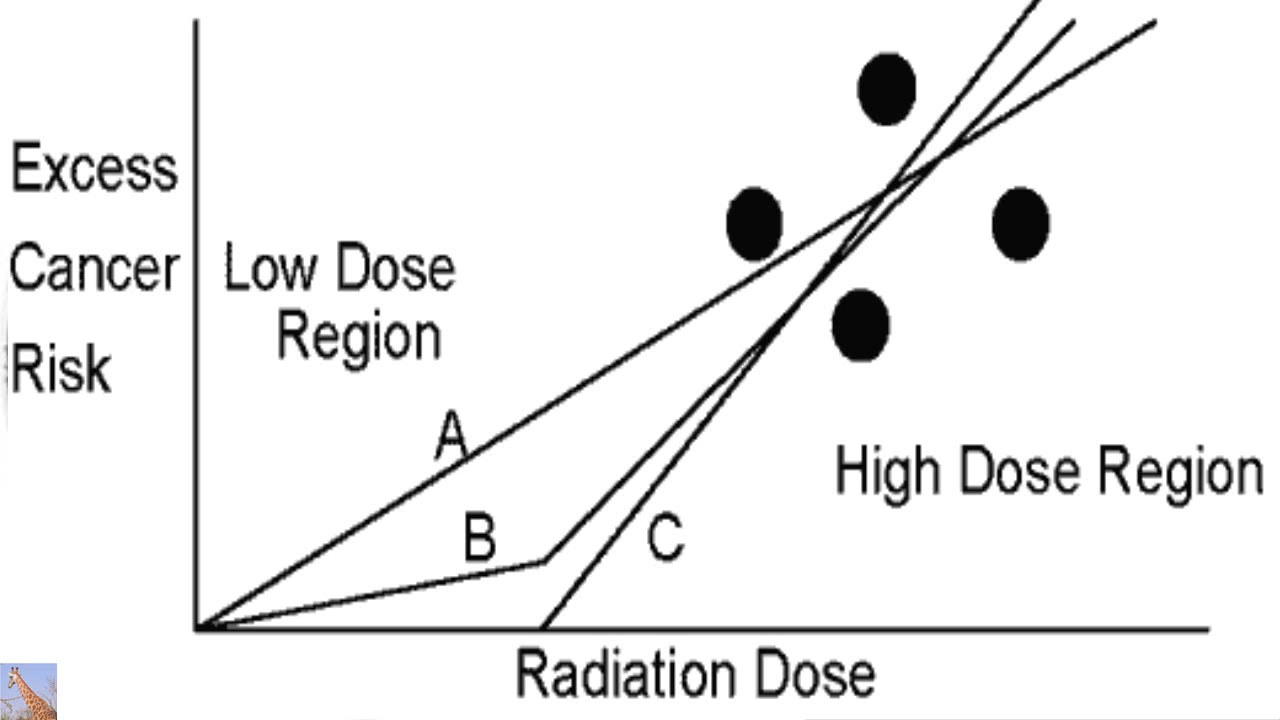 Excess
Cancer
Risk
Low Dose
Region
A
B
C
High Dose Region
Radiation Dose